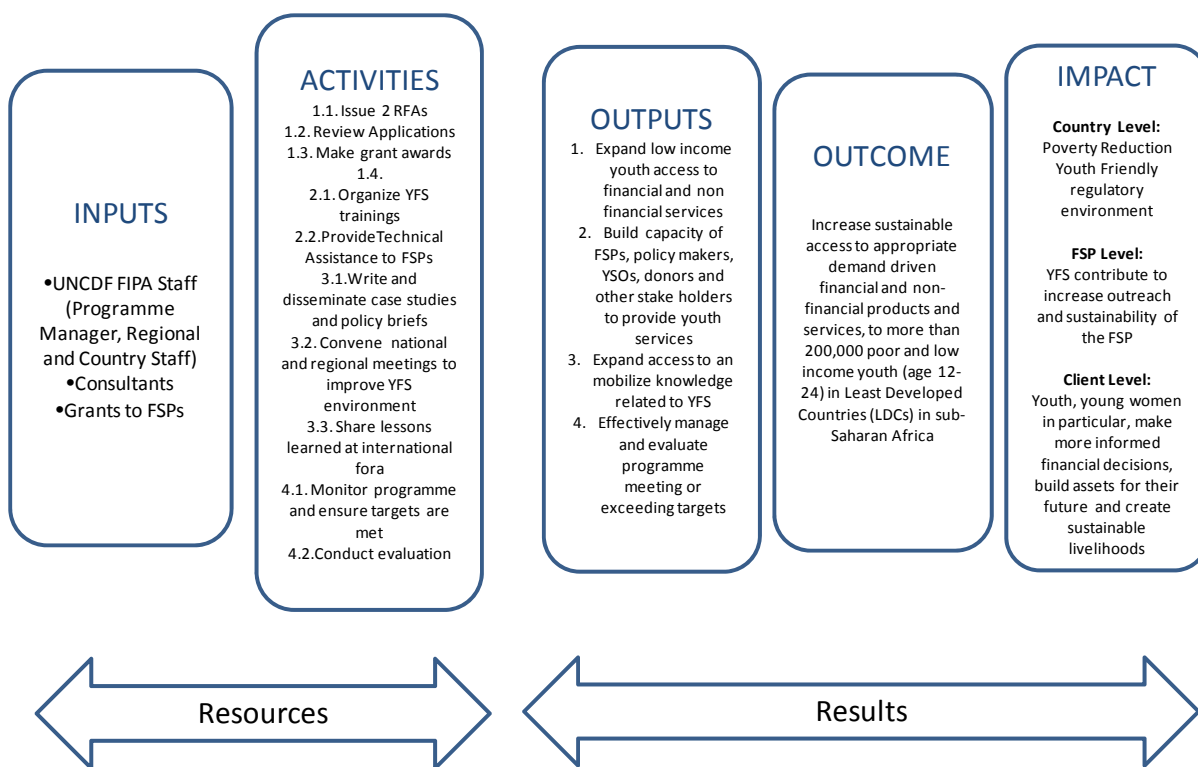 INPUTS
•UNCDF FIPA Staff
(Programme
Manager, Regional
and Country Staff)
•Consultants
•Grants to FSPs
ACTIVITIES
1.1. Issue 2 RFAs
1.2. Review Applications
1.3. Make grant awards
1.4.
2.1. Organize YFS
trainings
2.2.ProvideTechnical
Assistance to FSPs
3.1.Write and
disseminate case studies
and policy briefs
3.2. Convene national
and regional meetings to
improve YFS
environment
3.3. Share lessons
learned at international
fora
4.1. Monitor programme
and ensure targets are
met
4.2.Conduct evaluation
OUTPUTS
1. Expand low income
youth access to
financial and non
financial services
2. Build capacity of
FSPs, policy makers,
YSOs, donors and
other stake holders
to provide youth
services
3. Expand access to an
mobilize knowledge
related to YFS
4. Effectively manage
and evaluate
programme
meeting or
exceeding targets
OUTCOME
Increase sustainable
access to appropriate
demand driven
financial and non-
financial products and
services, to more than
200,000 poor and low
income youth (age 12-
24) in Least Developed
Countries (LDCs) in sub-
Saharan Africa
IMPACT
Country Level:
Poverty Reduction
Youth Friendly
regulatory
environment
FSP Level:
YFS contribute to
increase outreach
and sustainability of
the FSP
Client Level:
Youth, young women
in particular, make
more informed
financial decisions,
build assets for their
future and create
sustainable
livelihoods
Resources
Results